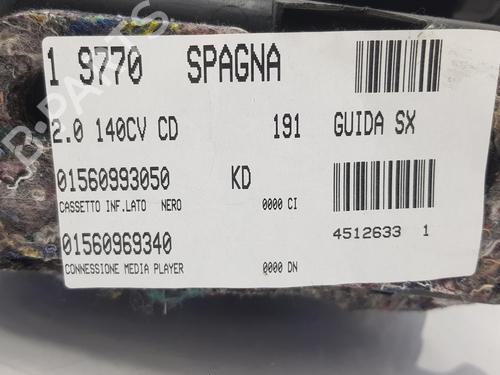 1 9770 SPAGNA
2.0 140CV CD 191 GUIDA SX
01560993050 KD
CASSETTO INF.LATO NERO 0000 CI
01560969340 4512633 1
CONNESSIONE MEDIA PLAYER 0000 DN
B-PARTS